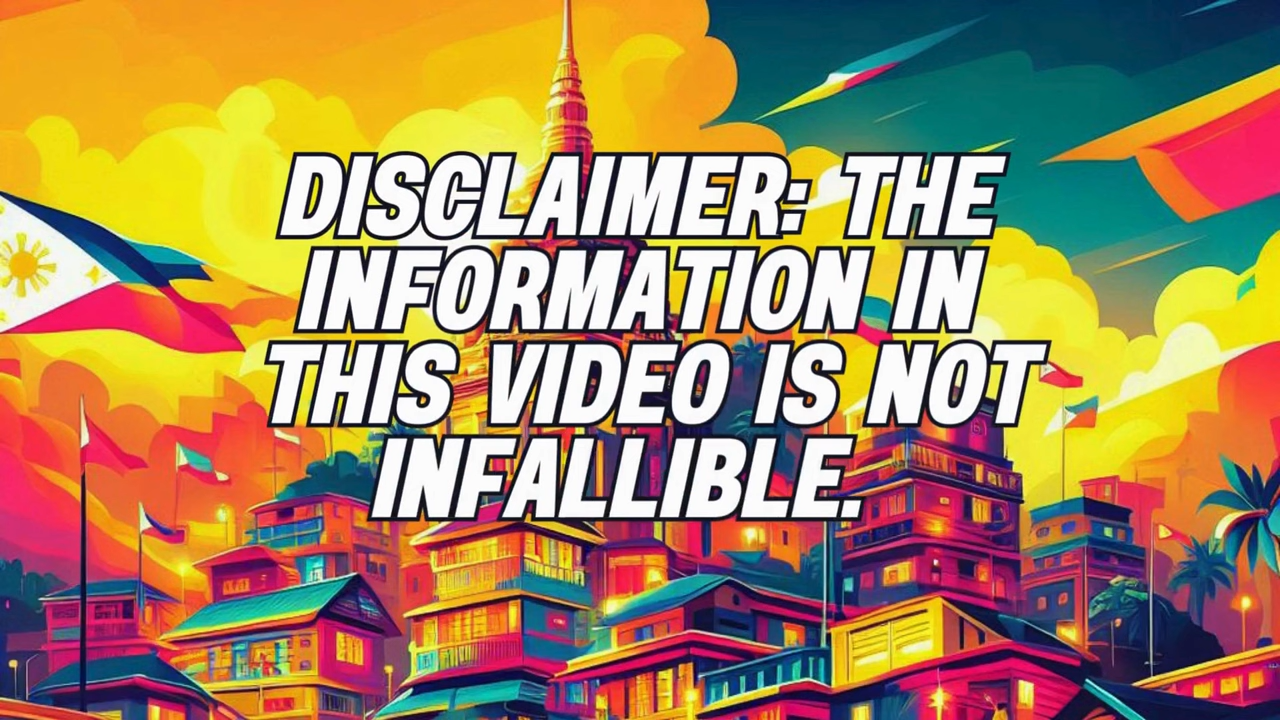 DISCLAIMER: THE
INFORMATION IN
THIS VIDEO IS NOT
INFALLIBLE.